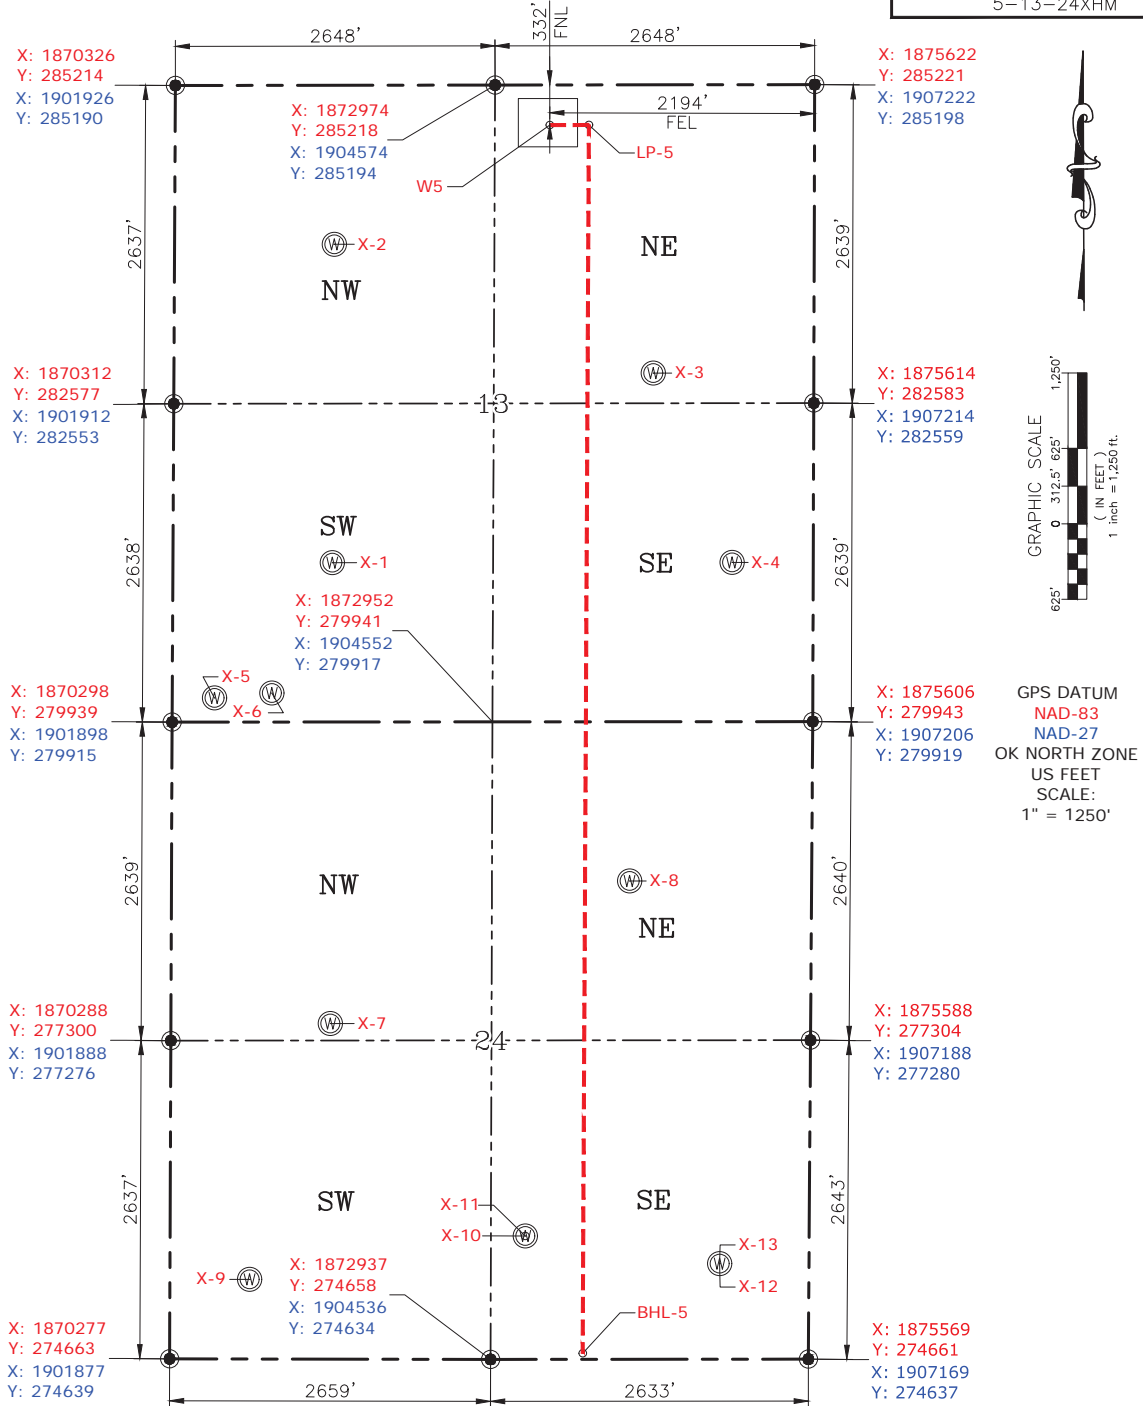 5-13-24XHM
332'
FNL
2648'
2648'
X: 1870326
Y: 285214
X: 1901926
Y: 285190
X: 1872974
Y: 285218
X: 1904574
Y: 285194
2194'
FEL
X: 1875622
Y: 285221
X: 1907222
Y: 285198
W5
LP-5
2637'
W X-2
NW
NE
2639'
W X-3
X: 1870312
Y: 282577
X: 1901912
Y: 282553
13
X: 1875614
Y: 282583
X: 1907214
Y: 282559
GRAPHIC SCALE
625' 0 312.5' 625' 1,250'
( IN FEET )
1 inch = 1,250 ft.
2638'
SW
W X-1
SE
W X-4
2639'
X: 1872952
Y: 279941
X: 1904552
Y: 279917
W X-5
W X-6
X: 1870298
Y: 279939
X: 1901898
Y: 279915
X: 1875606
Y: 279943
X: 1907206
Y: 279919
GPS DATUM
NAD-83
NAD-27
OK NORTH ZONE
US FEET
SCALE:
1" = 1250'
2639'
NW
W X-8
NE
2640'
X: 1870288
Y: 277300
X: 1901888
Y: 277276
W X-7
24
X: 1875588
Y: 277304
X: 1907188
Y: 277280
2637'
SW
SE
2643'
X-11
X-10 W
X-13
W
X-12
X-9 W
X: 1872937
Y: 274658
X: 1904536
Y: 274634
BHL-5
X: 1870277
Y: 274663
X: 1901877
Y: 274639
X: 1875569
Y: 274661
X: 1907169
Y: 274637
2659'
2633'